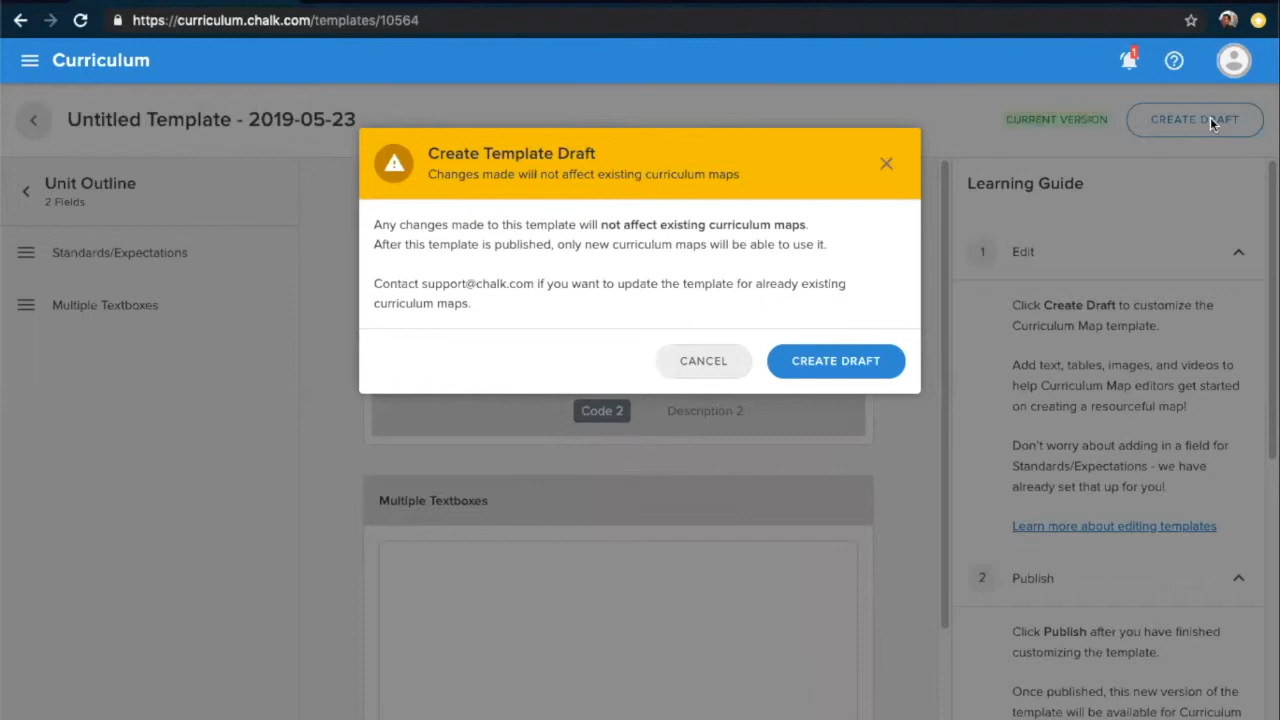 https://curriculum.chalk.com/templates/10564
Curriculum
1
Untitled Template - 2019-05-23
CURRENT VERSION
CREATE DRAFT
Unit Outline
2 Fields
Standards/Expectations
Multiple Textboxes
Create Template Draft
Changes made will not affect existing curriculum maps
Any changes made to this template will not affect existing curriculum maps.
After this template is published, only new curriculum maps will be able to use it.
Contact support@chalk.com if you want to update the template for already existing
curriculum maps.
CANCEL
CREATE DRAFT
Code 2
Description 2
Multiple Textboxes
Learning Guide
1
Edit
Click Create Draft to customize the
Curriculum Map template.
Add text, tables, images, and videos to
help Curriculum Map editors get started
on creating a resourceful map!
Don't worry about adding in a field for
Standards/Expectations - we have
already set that up for you!
Learn more about editing templates
2
Publish
Click Publish after you have finished
customizing the template.
Once published, this new version of the
template will be available for Curriculum